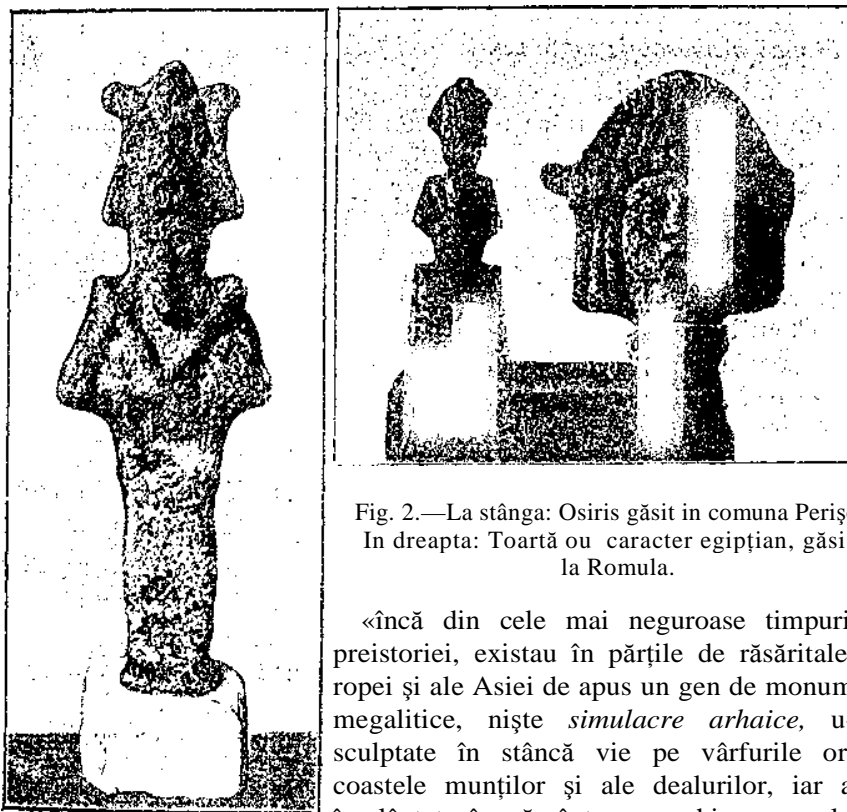 Fig. 2.—La stânga: Osiris găsit in comuna Periş
In dreapta: Toartă ou caracter egipţian, găsi
la Romula.
«încă din cele mai neguroase timpuri
preistoriei, existau în părţile de răsăritale
ropei şi ale Asiei de apus un gen de monum
megalitice, nişte simulacre arhaice, u
sculptate în stâncă vie pe vârfurile or
coastele munţilor şi ale dealurilor, iar a